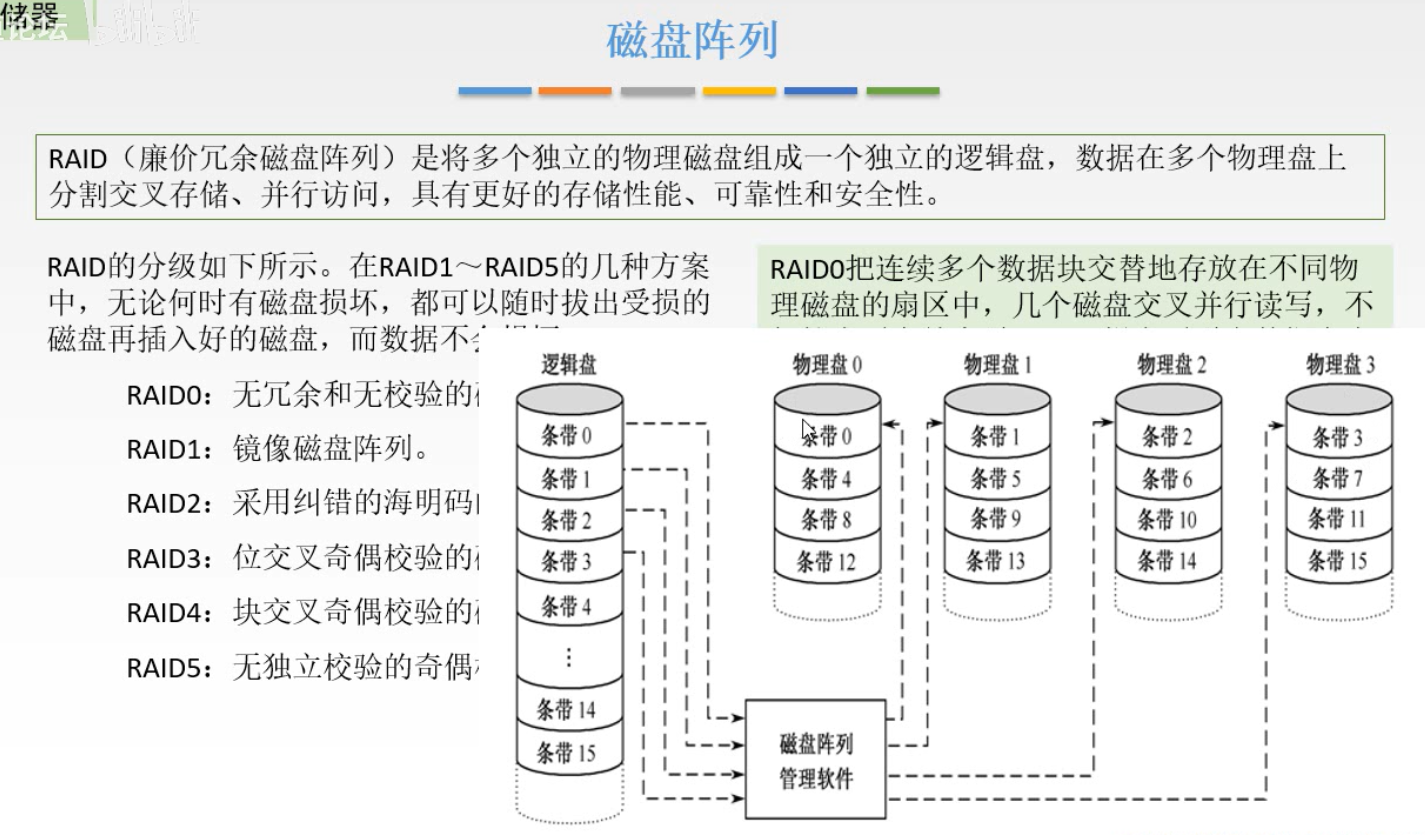 储器
论坛
bilibili
磁盘阵列
RAID（廉价冗余磁盘阵列）是将多个独立的物理磁盘组成一个独立的逻辑盘，数据在多个物理盘上
分割交叉存储、并行访问，具有更好的存储性能、可靠性和安全性。
RAID的分级如下所示。在RAID1～RAID5的几种方案
中，无论何时有磁盘损坏，都可以随时拔出受损的
磁盘再插入好的磁盘，而数据不会损坏
RAID0：无冗余和无校验的
RAID1：镜像磁盘阵列。
RAID2：采用纠错的海明码
RAID3：位交叉奇偶校验的
RAID4：块交叉奇偶校验的
RAID5：无独立校验的奇偶
RAID0把连续多个数据块交替地存放在不同物
理磁盘的扇区中，几个磁盘交叉并行读写，不
逻辑盘
条带 0
条带 1
条带 2
条带 3
条带 4
⋮
条带 14
条带 15
磁盘阵列
管理软件
物理盘 0
条带 0
条带 4
条带 8
条带 12
物理盘 1
条带 1
条带 5
条带 9
条带 13
物理盘 2
条带 2
条带 6
条带 10
条带 14
物理盘 3
条带 3
条带 7
条带 11
条带 15